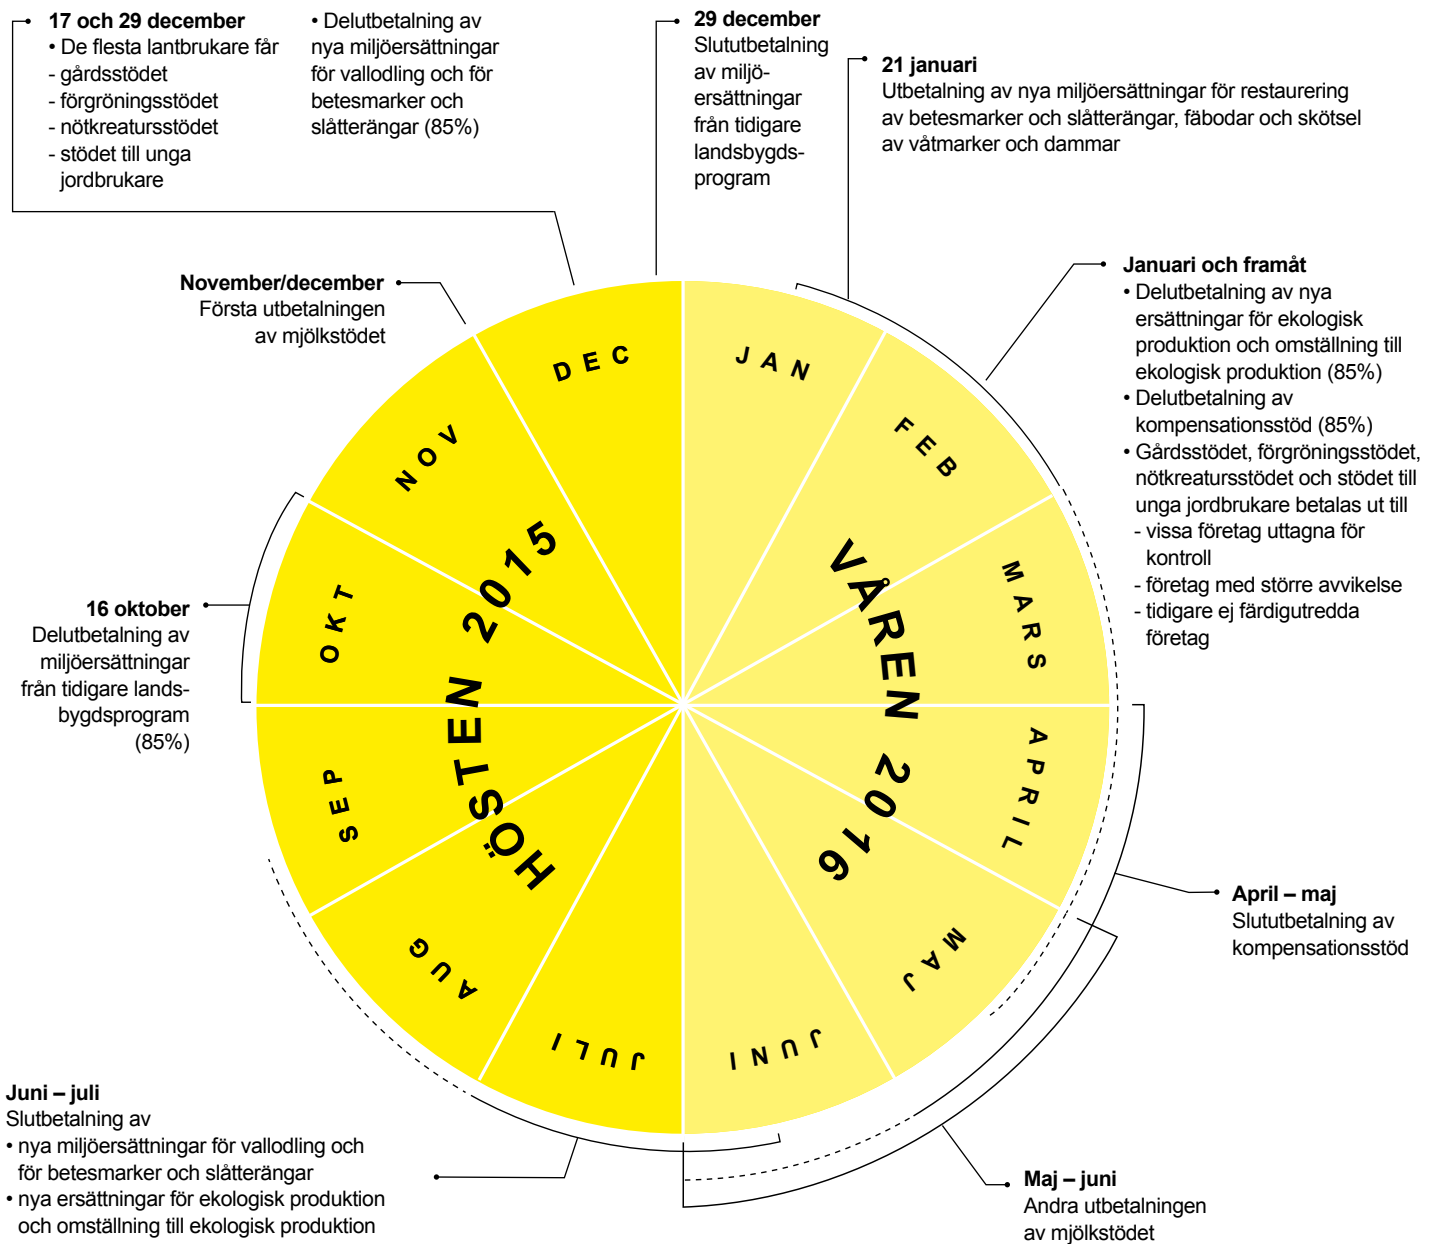 17 och 29 december
• De flesta lantbrukare får
- gårdsstödet
- förgröningsstödet
- nötkreatursstödet
- stödet till unga
jordbrukare
• Delutbetalning av
nya miljöersättningar
för vallodling och för
betesmarker och
slåtterängar (85%)
29 december
Slututbetalning
av miljö-
ersättningar
från tidigare
landsbygds-
program
21 januari
Utbetalning av nya miljöersättningar för restaurering
av betesmarker och slåtterängar, fäbodar och skötsel
av våtmarker och dammar
Januari och framåt
• Delutbetalning av nya
ersättningar för ekologisk
produktion och omställning till
ekologisk produktion (85%)
• Delutbetalning av
kompensationsstöd (85%)
• Gårdsstödet, förgröningsstödet,
nötkreatursstödet och stödet till
unga jordbrukare betalas ut till
- vissa företag uttagna för
kontroll
- företag med större avvikelse
- tidigare ej färdigutredda
företag
November/december
Första utbetalningen
av mjölkstödet
16 oktober
Delutbetalning av
miljöersättningar
från tidigare lands-
bygdsprogram
(85%)
JAN
FEB
MARS
APRIL
MAJ
JUNI
JULI
AUG
SEP
OKT
NOV
DEC
HÖSTEN 2015
VÅREN 2016
April – maj
Slututbetalning av
kompensationsstöd
Maj – juni
Andra utbetalningen
av mjölkstödet
Juni – juli
Slutbetalning av
• nya miljöersättningar för vallodling och
för betesmarker och slåtterängar
• nya ersättningar för ekologisk produktion
och omställning till ekologisk produktion